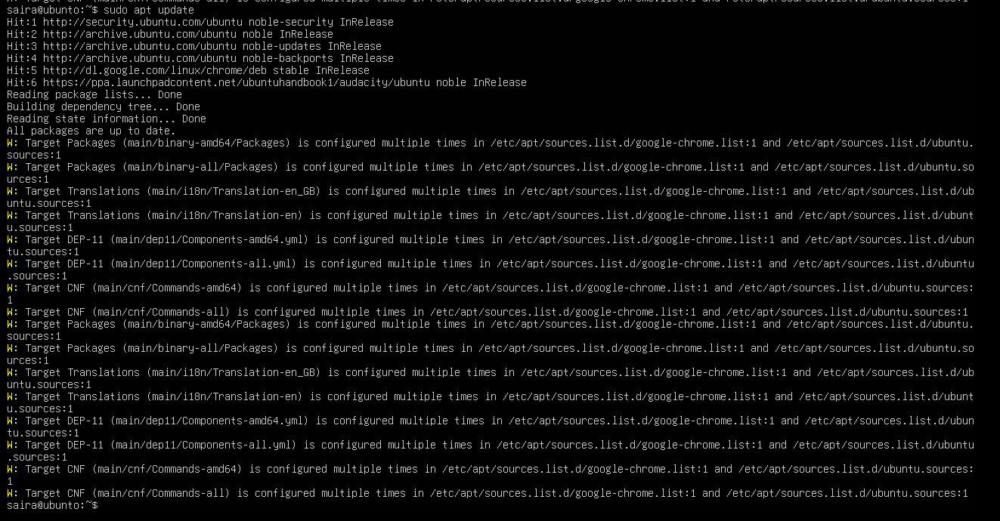 saira@ubunto:~$ sudo apt update
Hit:1 http://security.ubuntu.com/ubuntu noble-security InRelease
Hit:2 http://archive.ubuntu.com/ubuntu noble InRelease
Hit:3 http://archive.ubuntu.com/ubuntu noble-updates InRelease
Hit:4 http://archive.ubuntu.com/ubuntu noble-backports InRelease
Hit:5 http://dl.google.com/linux/chrome/deb stable InRelease
Hit:6 https://ppa.launchpadcontent.net/ubuntuhandbook1/audacity/ubuntu noble InRelease
Reading package lists... Done
Building dependency tree... Done
Reading state information... Done
All packages are up to date.
W: Target Packages (main/binary-amd64/Packages) is configured multiple times in /etc/apt/sources.list.d/google-chrome.list:1 and /etc/apt/sources.list.d/ubuntu.
sources:1
W: Target Packages (main/binary-all/Packages) is configured multiple times in /etc/apt/sources.list.d/google-chrome.list:1 and /etc/apt/sources.list.d/ubuntu.so
urces:1
W: Target Translations (main/i18n/Translation-en_GB) is configured multiple times in /etc/apt/sources.list.d/google-chrome.list:1 and /etc/apt/sources.list.d/ub
untu.sources:1
W: Target Translations (main/i18n/Translation-en) is configured multiple times in /etc/apt/sources.list.d/google-chrome.list:1 and /etc/apt/sources.list.d/ubunt
u.sources:1
W: Target DEP-11 (main/dep11/Components-amd64.yml) is configured multiple times in /etc/apt/sources.list.d/google-chrome.list:1 and /etc/apt/sources.list.d/ubun
tu.sources:1
W: Target DEP-11 (main/dep11/Components-all.yml) is configured multiple times in /etc/apt/sources.list.d/google-chrome.list:1 and /etc/apt/sources.list.d/ubuntu
.sources:1
W: Target CNF (main/cnf/Commands-amd64) is configured multiple times in /etc/apt/sources.list.d/google-chrome.list:1 and /etc/apt/sources.list.d/ubuntu.sources:
1
W: Target CNF (main/cnf/Commands-all) is configured multiple times in /etc/apt/sources.list.d/google-chrome.list:1 and /etc/apt/sources.list.d/ubuntu.sources:1
W: Target Packages (main/binary-amd64/Packages) is configured multiple times in /etc/apt/sources.list.d/google-chrome.list:1 and /etc/apt/sources.list.d/ubuntu.
sources:1
W: Target Packages (main/binary-all/Packages) is configured multiple times in /etc/apt/sources.list.d/google-chrome.list:1 and /etc/apt/sources.list.d/ubuntu.so
urces:1
W: Target Translations (main/i18n/Translation-en_GB) is configured multiple times in /etc/apt/sources.list.d/google-chrome.list:1 and /etc/apt/sources.list.d/ub
untu.sources:1
W: Target Translations (main/i18n/Translation-en) is configured multiple times in /etc/apt/sources.list.d/google-chrome.list:1 and /etc/apt/sources.list.d/ubunt
u.sources:1
W: Target DEP-11 (main/dep11/Components-amd64.yml) is configured multiple times in /etc/apt/sources.list.d/google-chrome.list:1 and /etc/apt/sources.list.d/ubun
tu.sources:1
W: Target DEP-11 (main/dep11/Components-all.yml) is configured multiple times in /etc/apt/sources.list.d/google-chrome.list:1 and /etc/apt/sources.list.d/ubuntu
.sources:1
W: Target CNF (main/cnf/Commands-amd64) is configured multiple times in /etc/apt/sources.list.d/google-chrome.list:1 and /etc/apt/sources.list.d/ubuntu.sources:
1
W: Target CNF (main/cnf/Commands-all) is configured multiple times in /etc/apt/sources.list.d/google-chrome.list:1 and /etc/apt/sources.list.d/ubuntu.sources:1
saira@ubunto:~$